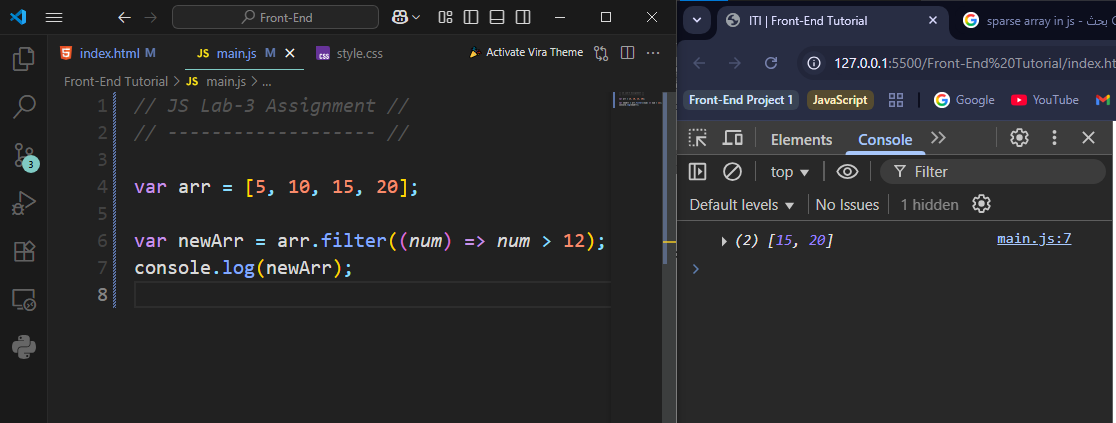 Front-End
index.html M
JS main.js M
CSS style.css
Activate Vira Theme
Front-End Tutorial > JS main.js > ...
1 // JS Lab-3 Assignment //
2 // ------------------- //
3
4 var arr = [5, 10, 15, 20];
5
6 var newArr = arr.filter((num) => num > 12);
7 console.log(newArr);
8
3
ITI | Front-End Tutorial
sparse array in js - بحث
127.0.0.1:5500/Front-End%20Tutorial/index.ht
Front-End Project 1
JavaScript
Google
YouTube
Elements
Console
top
Filter
Default levels
No Issues
1 hidden
(2) [15, 20]
main.js:7